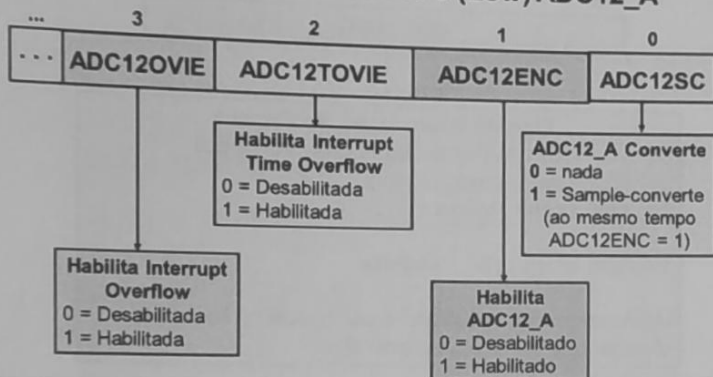 ADC12_A
... 3 2 1 0
... ADC12OVIE ADC12TOVIE ADC12ENC ADC12SC
Habilita Interrupt
Time Overflow
0 = Desabilitada
1 = Habilitada
ADC12_A Converte
0 = nada
1 = Sample-converte
(ao mesmo tempo
ADC12ENC = 1)
Habilita Interrupt
Overflow
0 = Desabilitada
1 = Habilitada
Habilita
ADC12_A
0 = Desabilitado
1 = Habilitado